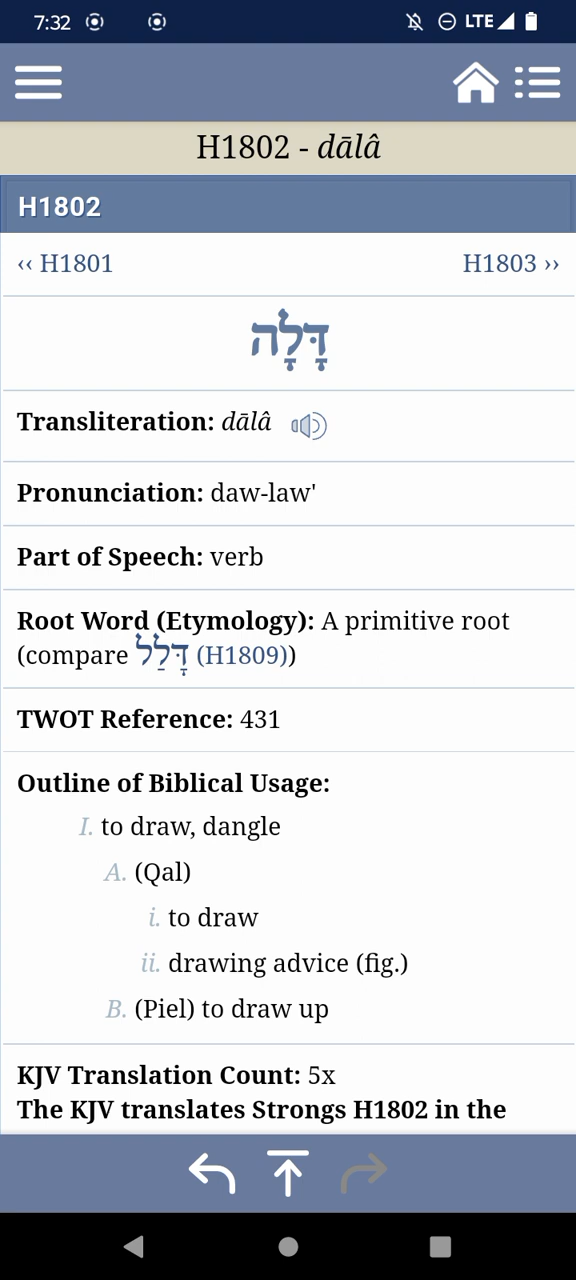 7:32 LTE
H1802 - dālâ
H1802
‹‹ H1801 H1803 ››
דָּלָה
Transliteration: dālâ
Pronunciation: daw-law'
Part of Speech: verb
Root Word (Etymology): A primitive root
(compare דָּלַל (H1809))
TWOT Reference: 431
Outline of Biblical Usage:
I. to draw, dangle
A. (Qal)
i. to draw
ii. drawing advice (fig.)
B. (Piel) to draw up
KJV Translation Count: 5x
The KJV translates Strongs H1802 in the